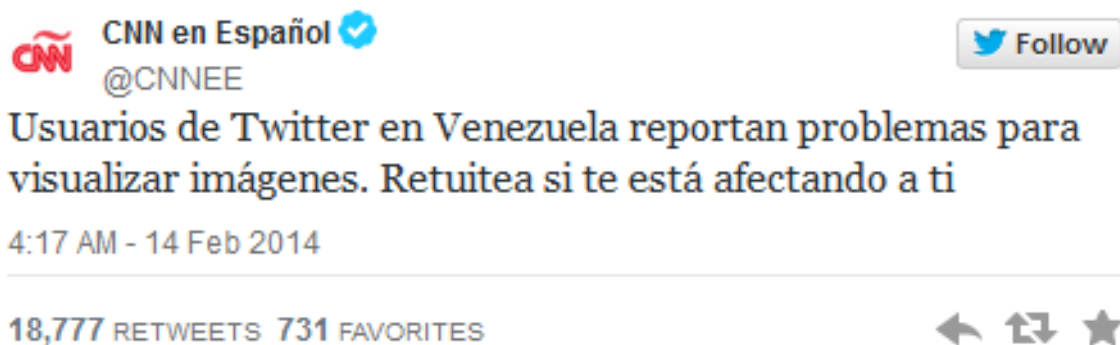 CNN en Español
CNN
@CNNEE
Follow
Usuarios de Twitter en Venezuela reportan problemas para
visualizar imágenes. Retuitea si te está afectando a ti
4:17 AM - 14 Feb 2014
18,777 RETWEETS 731 FAVORITES